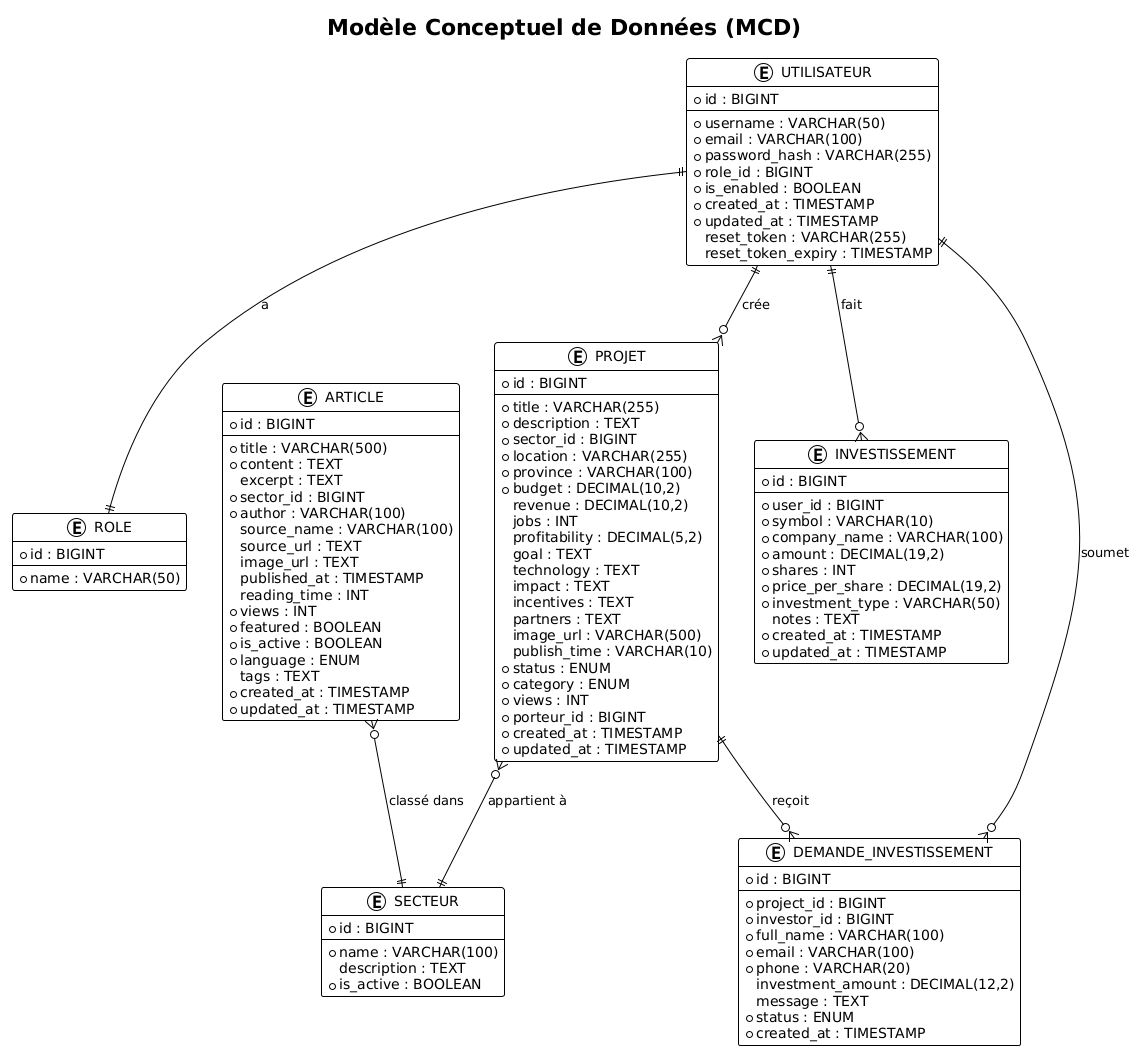 Modèle Conceptuel de Données (MCD)
E UTILISATEUR
id : BIGINT
username : VARCHAR(50)
email : VARCHAR(100)
password_hash : VARCHAR(255)
role_id : BIGINT
is_enabled : BOOLEAN
created_at : TIMESTAMP
updated_at : TIMESTAMP
reset_token : VARCHAR(255)
reset_token_expiry : TIMESTAMP
a
crée
fait
soumet
E ROLE
id : BIGINT
name : VARCHAR(50)
E ARTICLE
id : BIGINT
title : VARCHAR(500)
content : TEXT
excerpt : TEXT
sector_id : BIGINT
author : VARCHAR(100)
source_name : VARCHAR(100)
source_url : TEXT
image_url : TEXT
published_at : TIMESTAMP
reading_time : INT
views : INT
featured : BOOLEAN
is_active : BOOLEAN
language : ENUM
tags : TEXT
created_at : TIMESTAMP
updated_at : TIMESTAMP
E PROJET
id : BIGINT
title : VARCHAR(255)
description : TEXT
sector_id : BIGINT
location : VARCHAR(255)
province : VARCHAR(100)
budget : DECIMAL(10,2)
revenue : DECIMAL(10,2)
jobs : INT
profitability : DECIMAL(5,2)
goal : TEXT
technology : TEXT
impact : TEXT
incentives : TEXT
partners : TEXT
image_url : VARCHAR(500)
publish_time : VARCHAR(10)
status : ENUM
category : ENUM
views : INT
porteur_id : BIGINT
created_at : TIMESTAMP
updated_at : TIMESTAMP
E INVESTISSEMENT
id : BIGINT
user_id : BIGINT
symbol : VARCHAR(10)
company_name : VARCHAR(100)
amount : DECIMAL(19,2)
shares : INT
price_per_share : DECIMAL(19,2)
investment_type : VARCHAR(50)
notes : TEXT
created_at : TIMESTAMP
updated_at : TIMESTAMP
classé dans
appartient à
reçoit
E SECTEUR
id : BIGINT
name : VARCHAR(100)
description : TEXT
is_active : BOOLEAN
E DEMANDE_INVESTISSEMENT
id : BIGINT
project_id : BIGINT
investor_id : BIGINT
full_name : VARCHAR(100)
email : VARCHAR(100)
phone : VARCHAR(20)
investment_amount : DECIMAL(12,2)
message : TEXT
status : ENUM
created_at : TIMESTAMP